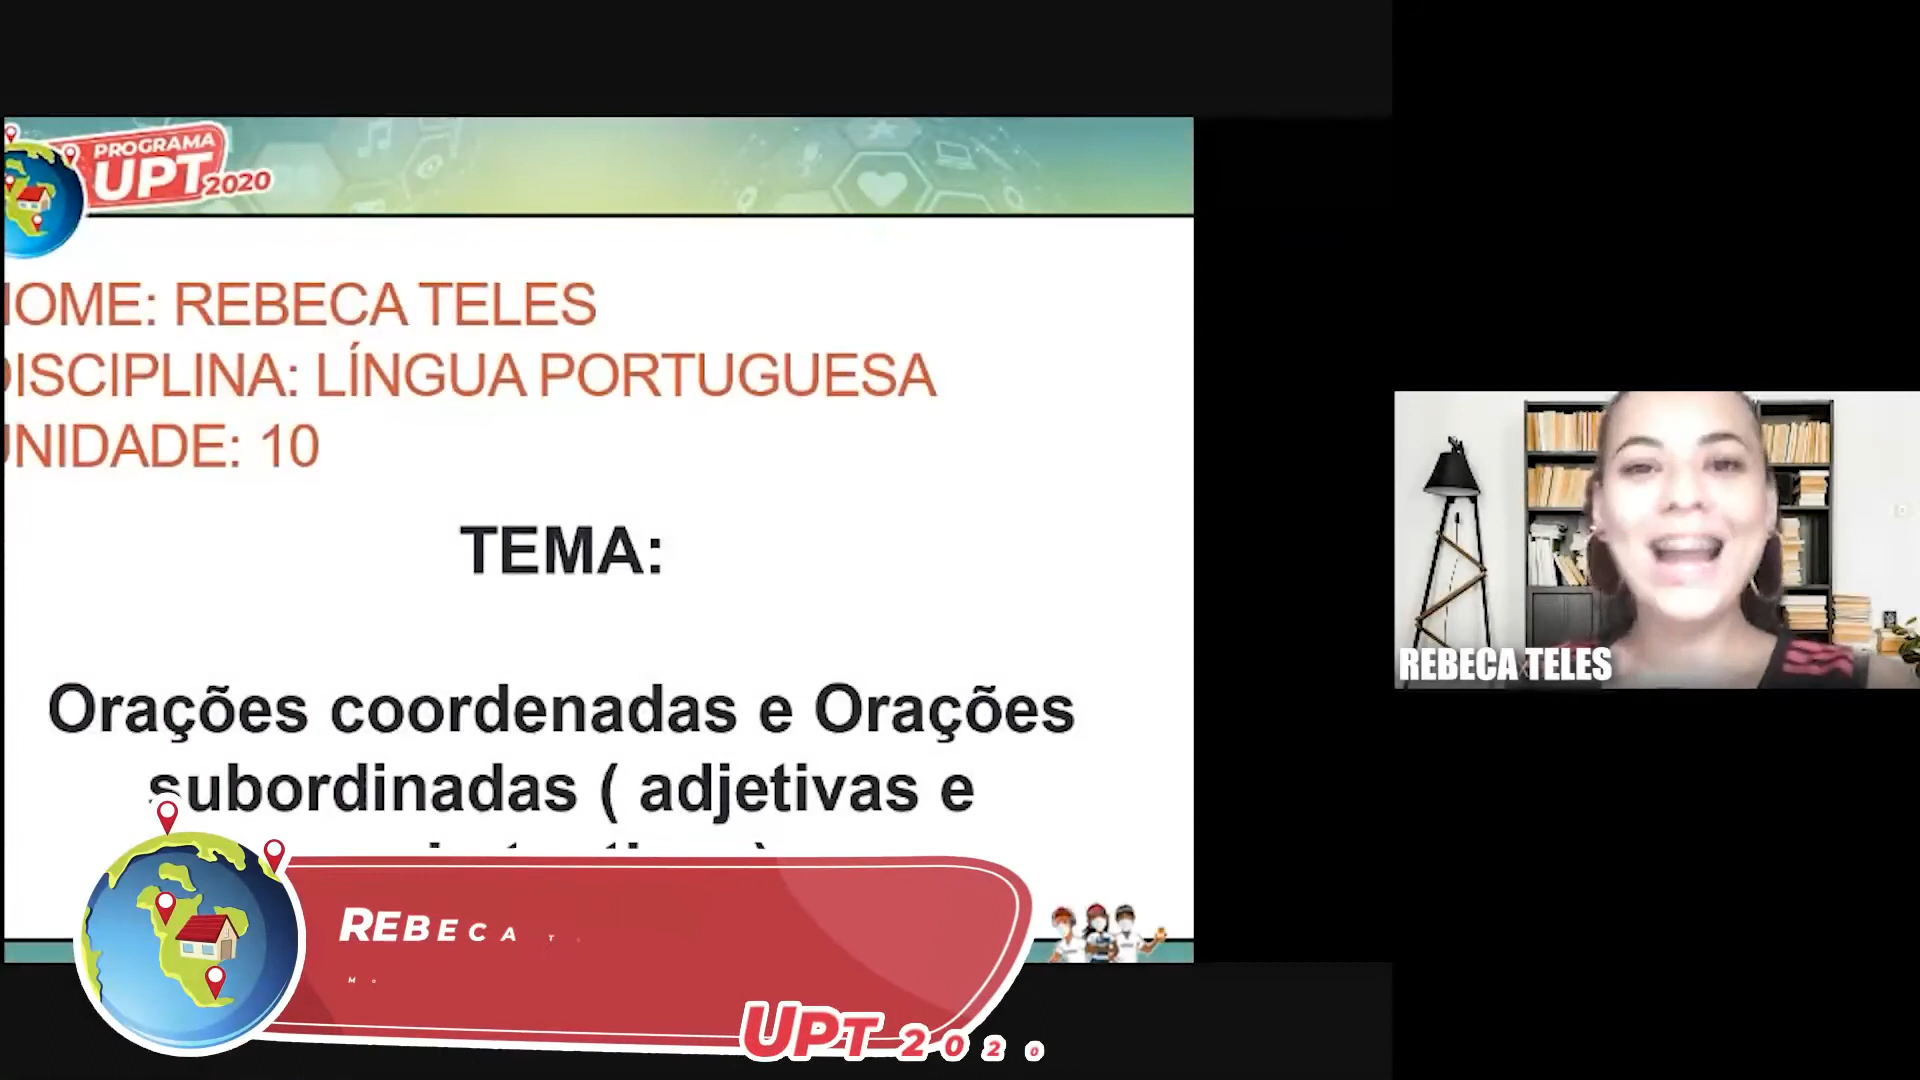 PROGRAMA
UPT 2020
NOME: REBECA TELES
DISCIPLINA: LÍNGUA PORTUGUESA
UNIDADE: 10
TEMA:
Orações coordenadas e Orações
subordinadas ( adjetivas e
REBECA TELES
REBECA T
UPT 2020